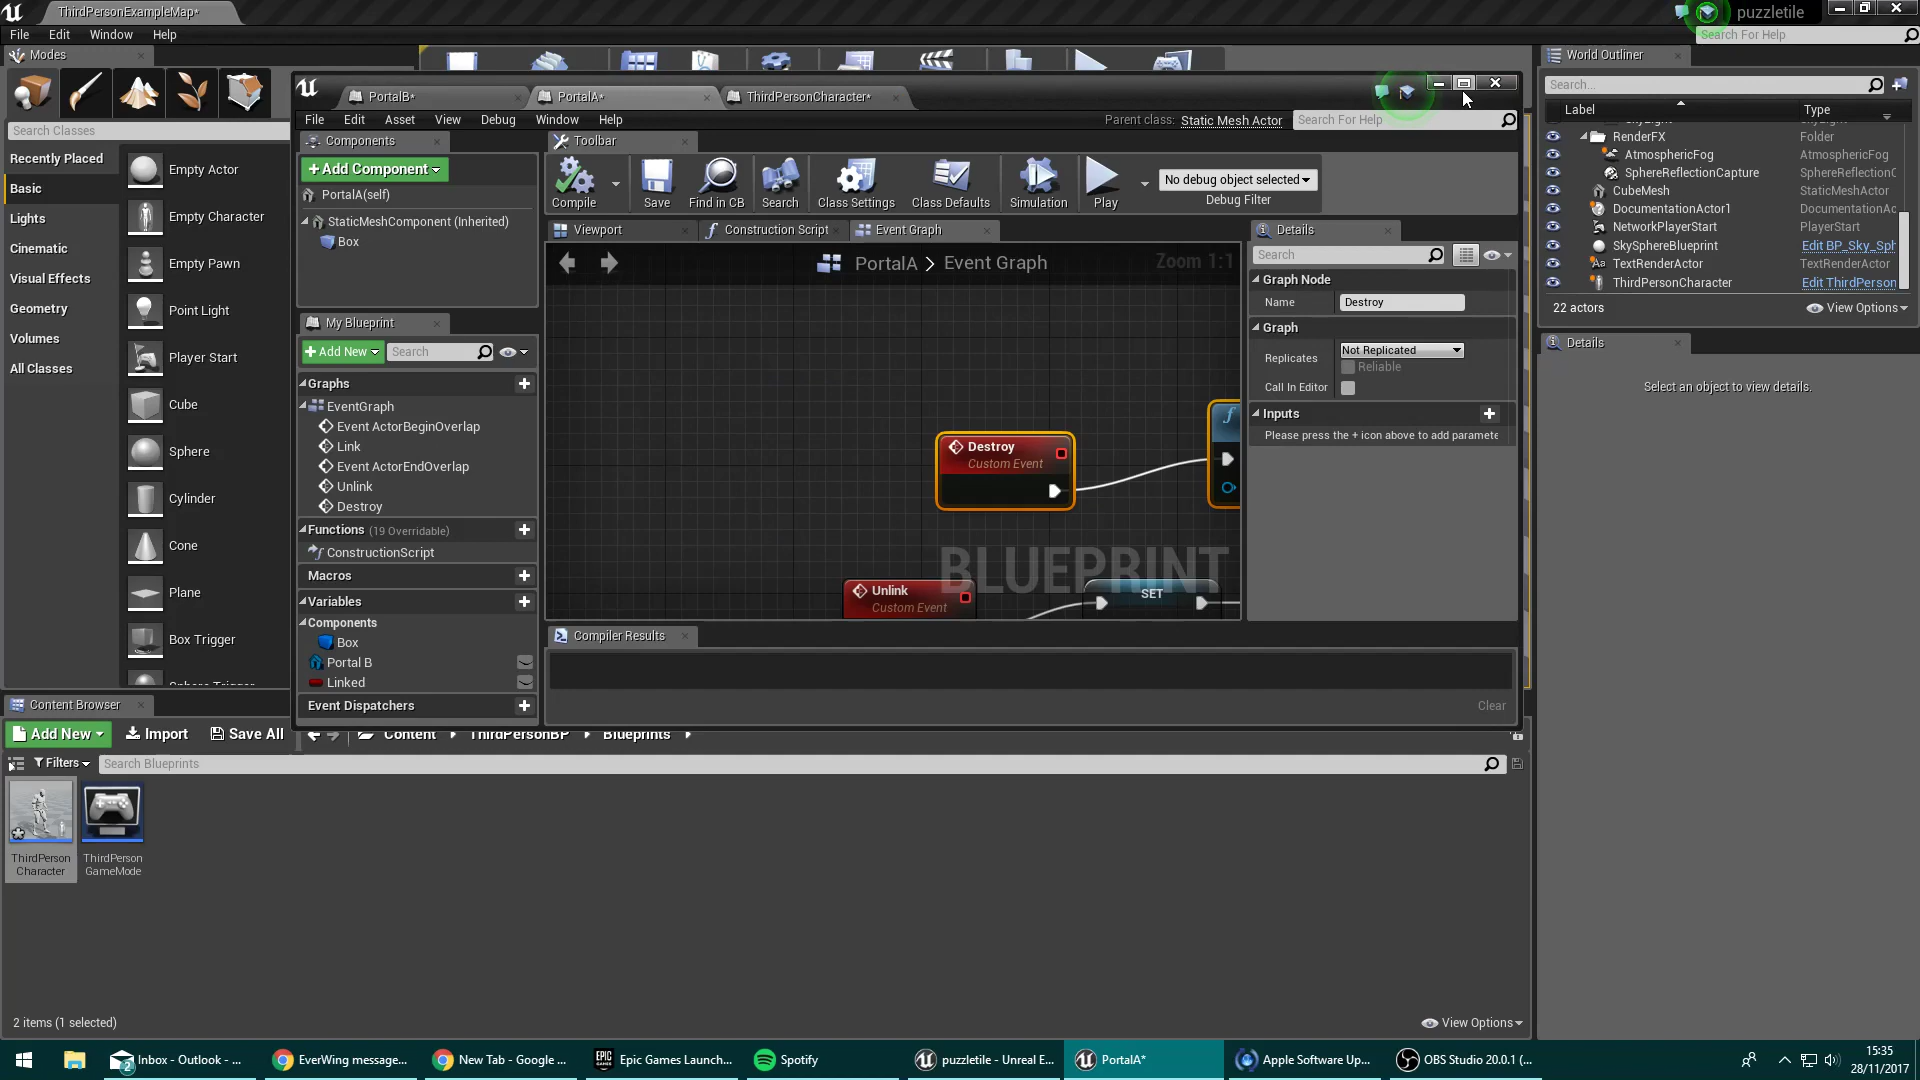 ThirdPersonExampleMap*
puzzletile
File Edit Window Help
Search For Help
Modes
World Outliner
Search...
Label Type
RenderFX Folder
AtmosphericFog AtmosphericFog
SphereReflectionCapture SphereReflectionC
CubeMesh StaticMeshActor
DocumentationActor1 DocumentationAc
NetworkPlayerStart PlayerStart
SkySphereBlueprint Edit BP_Sky_Sph
TextRenderActor TextRenderActor
ThirdPersonCharacter Edit ThirdPerson
22 actors View Options
Details
Select an object to view details.
Search Classes
Recently Placed
Basic
Lights
Cinematic
Visual Effects
Geometry
Volumes
All Classes
Empty Actor
Empty Character
Empty Pawn
Point Light
Player Start
Cube
Sphere
Cylinder
Cone
Plane
Box Trigger
Sphere Trigger
PortalB* PortalA* ThirdPersonCharacter*
File Edit Asset View Debug Window Help
Parent class: Static Mesh Actor Search For Help
Components
+Add Component
PortalA(self)
StaticMeshComponent (Inherited)
Box
Toolbar
Compile Save Find in CB Search Class Settings Class Defaults Simulation Play
No debug object selected
Debug Filter
Viewport Construction Script Event Graph
PortalA > Event Graph Zoom 1:1
Destroy
Custom Event
BLUEPRINT
Unlink
Custom Event
SET
My Blueprint
+Add New Search
Graphs
EventGraph
Event ActorBeginOverlap
Link
Event ActorEndOverlap
Unlink
Destroy
Functions (19 Overridable)
ConstructionScript
Macros
Variables
Components
Box
Portal B
Linked
Event Dispatchers
Details
Search
Graph Node
Name Destroy
Graph
Replicates Not Replicated
Reliable
Call In Editor
Inputs
Please press the + icon above to add paramete
Compiler Results
Clear
Content Browser
Add New Import Save All Content ThirdPersonBP Blueprints
Filters Search Blueprints
ThirdPerson
Character
ThirdPerson
GameMode
2 items (1 selected) View Options
2 Inbox - Outlook - ... EverWing message... New Tab - Google ... Epic Games Launch... Spotify puzzletile - Unreal E... PortalA* Apple Software Up... OBS Studio 20.0.1 (... 15:35
28/11/2017